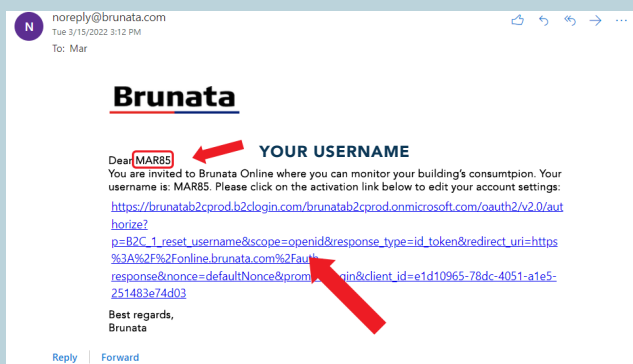 N
noreply@brunata.com
Tue 3/15/2022 3:12 PM
To: Mar
Brunata
Dear MAR85
YOUR USERNAME
You are invited to Brunata Online where you can monitor your building's consumtpion. Your
username is: MAR85. Please click on the activation link below to edit your account settings:
https://brunatab2cprod.b2clogin.com/brunatab2cprod.onmicrosoft.com/oauth2/v2.0/aut
horize?
p=B2C_1_reset_username&scope=openid&response_type=id_token&redirect_uri=https
%3A%2F%2Fonline.brunata.com%2Fauth-
response&nonce=defaultNonce&prom gin&client_id=e1d10965-78dc-4051-a1e5-
251483e74d03
Best regards,
Brunata
Reply Forward